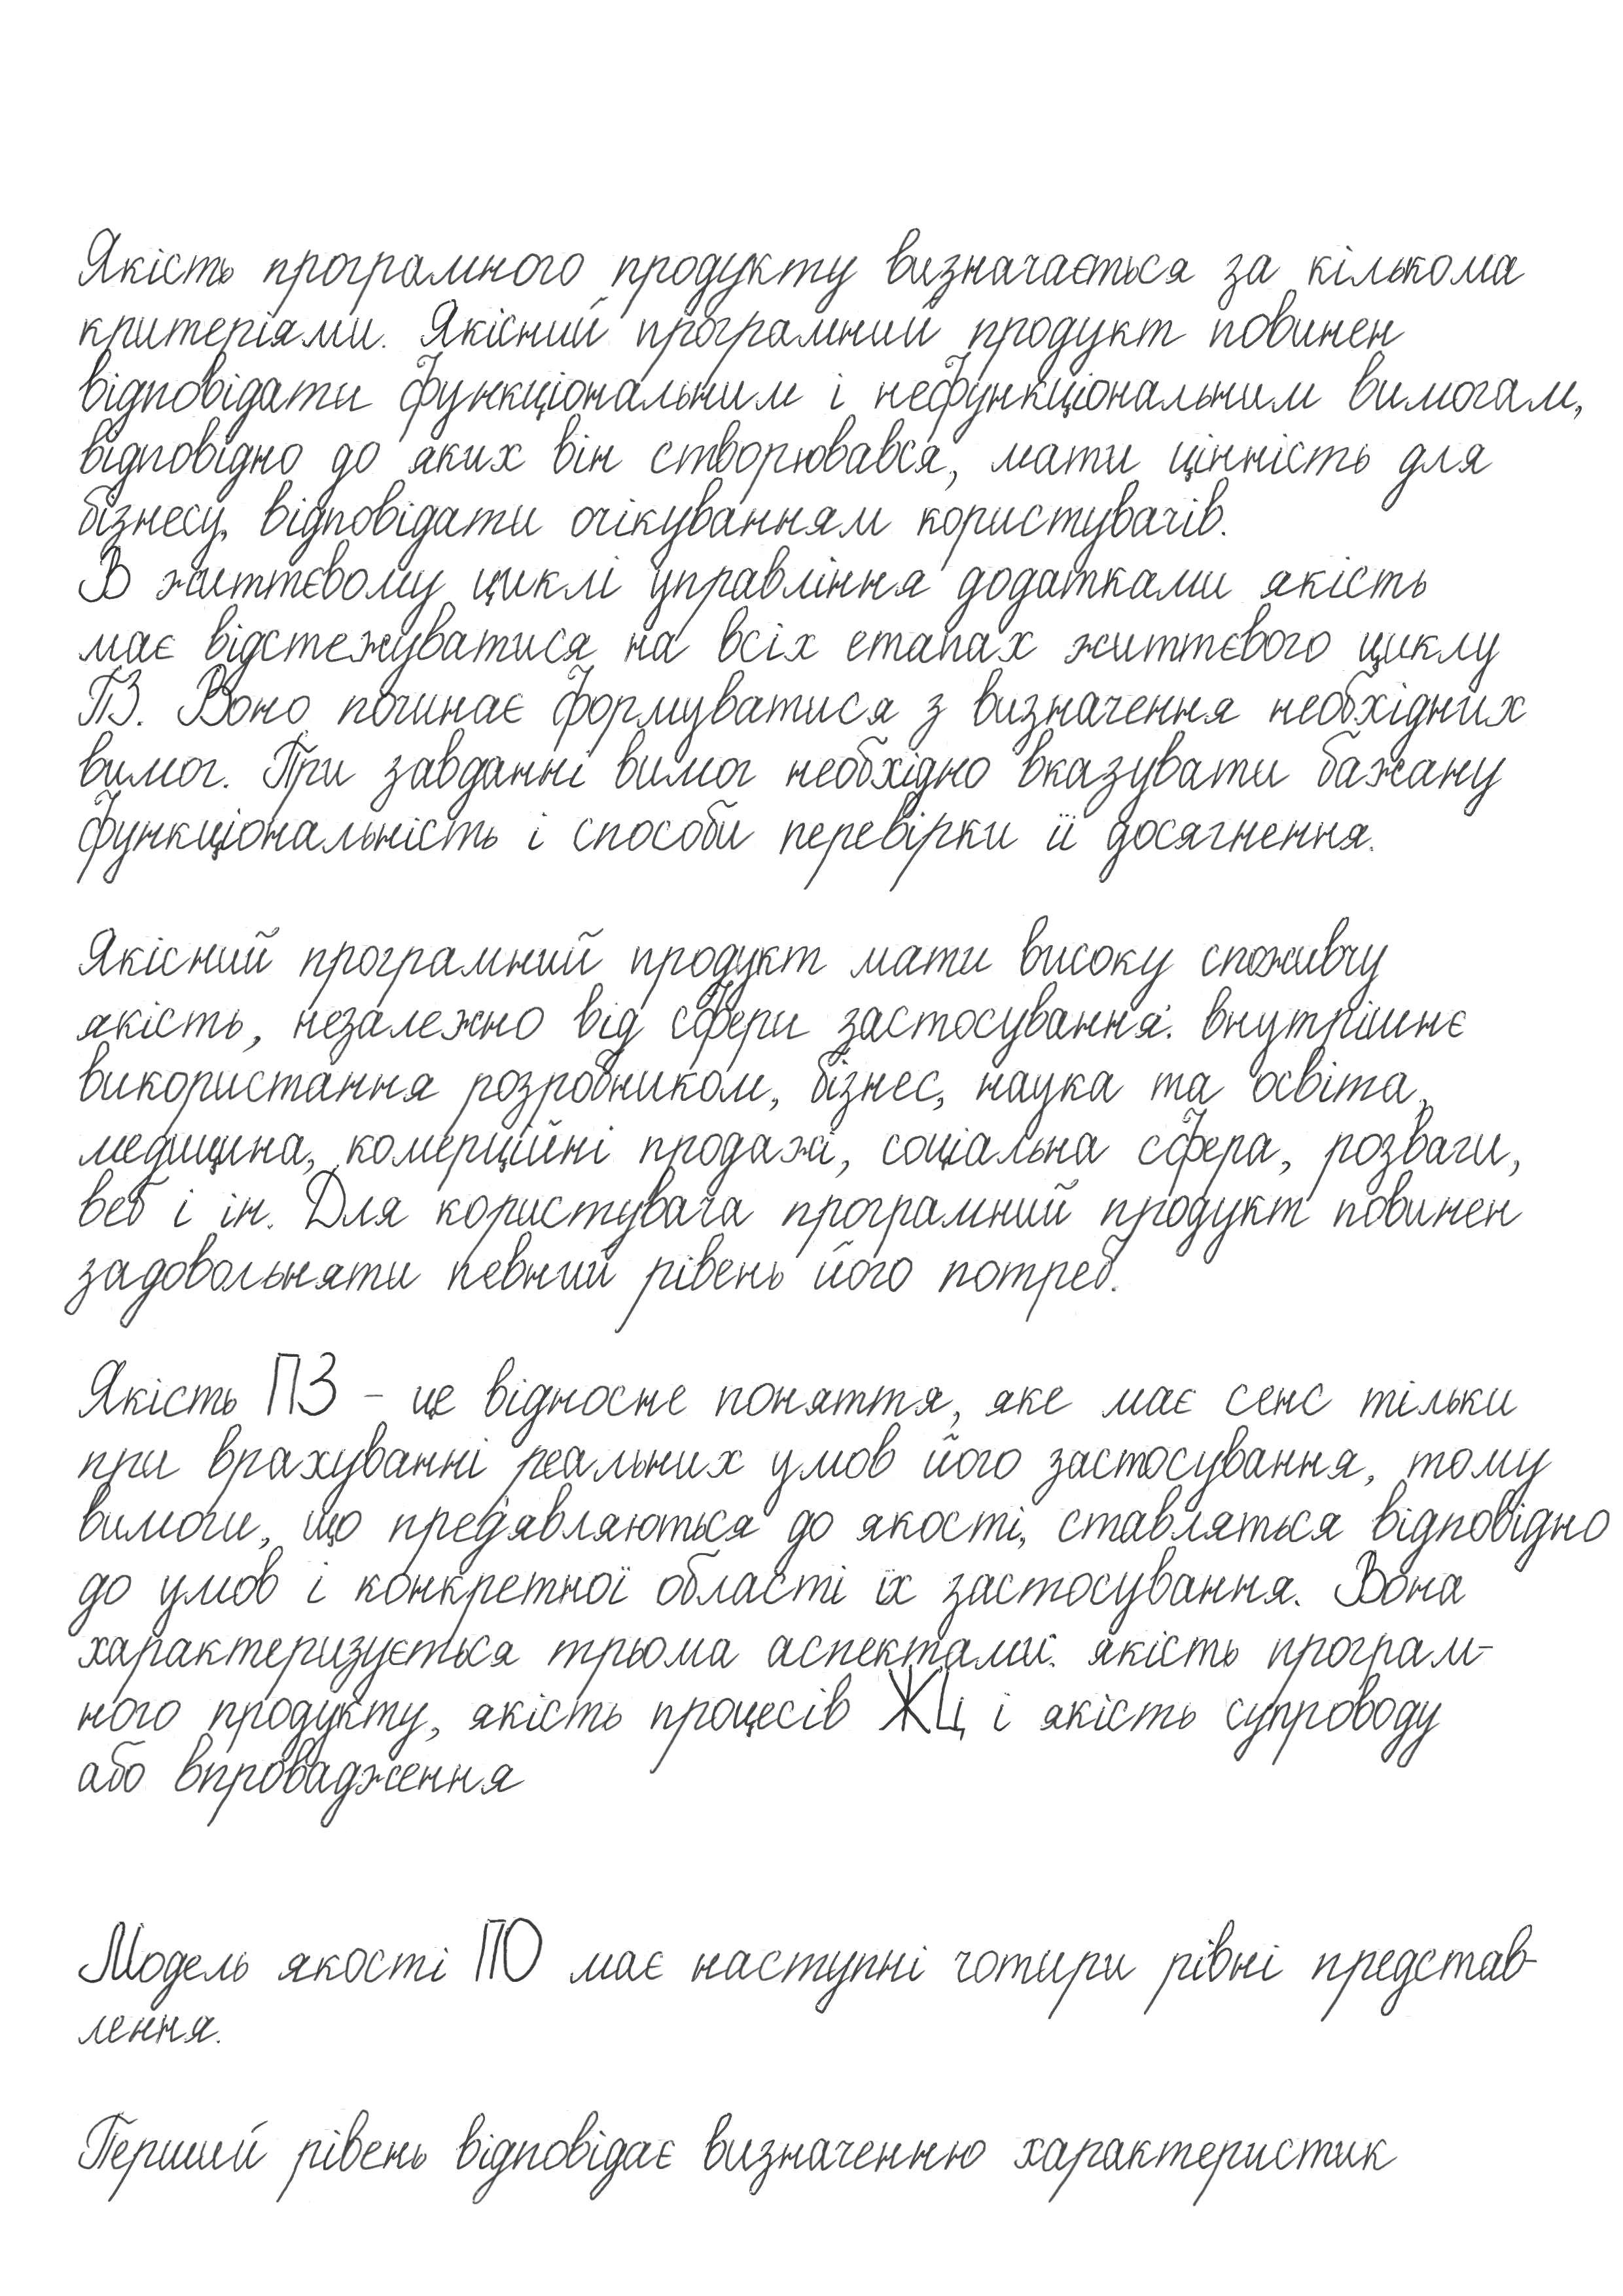 Якість програмного продукту визначається за кількома
критеріями. Якісний програмний продукт повинен
відповідати функціональним і нефункціональним вимогам,
відповідно до яких він створювався, мати цінність для
бізнесу, відповідати очікуванням користувачів.
В життєвому циклі управління додатками якість
має відстежуватися на всіх етапах життєвого циклу
ПЗ. Воно починає формуватися з визначення необхідних
вимог. При завданні вимог необхідно вказувати бажану
функціональність і способи перевірки її досягнення.
Якісний програмний продукт мати високу споживчу
якість, незалежно від сфери застосування: внутрішнє
використання розробником, бізнес, наука та освіта,
медицина, комерційні продажі, соціальна сфера, розваги,
веб і ін. Для користувача програмний продукт повинен
задовольняти певний рівень його потреб.
Якість ПЗ - це відносне поняття, яке має сенс тільки
при врахуванні реальних умов його застосування, тому
вимоги, що пред'являються до якості, ставляться відповідно
до умов і конкретної області їх застосування. Вона
характеризується трьома аспектами: якість програм-
ного продукту, якість процесів ЖЦ і якість супроводу
або впровадження
Модель якості ПО має наступні чотири рівні представ-
лення.
Перший рівень відповідає визначенню характеристик